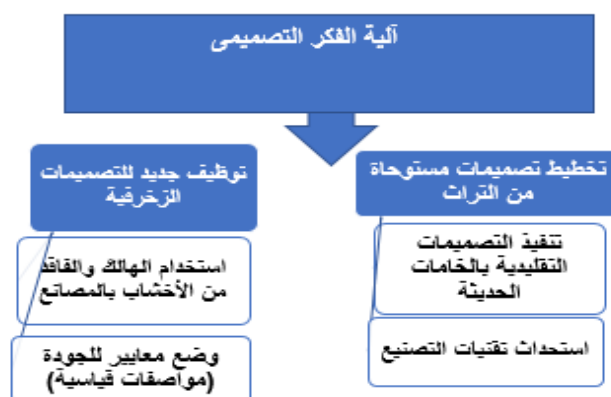 آلية الفكر التصميمى
تخطيط تصميمات مستوحاة
من التراث
تنفيذ التصميمات
التقليدية بالخامات
الحديثة
استحداث تقنيات التصنيع
توظيف جديد للتصميمات
الزخرفية
استخدام الهالك والفاقد
من الأخشاب بالمصانع
وضع معايير للجودة
(مواصفات قياسية)